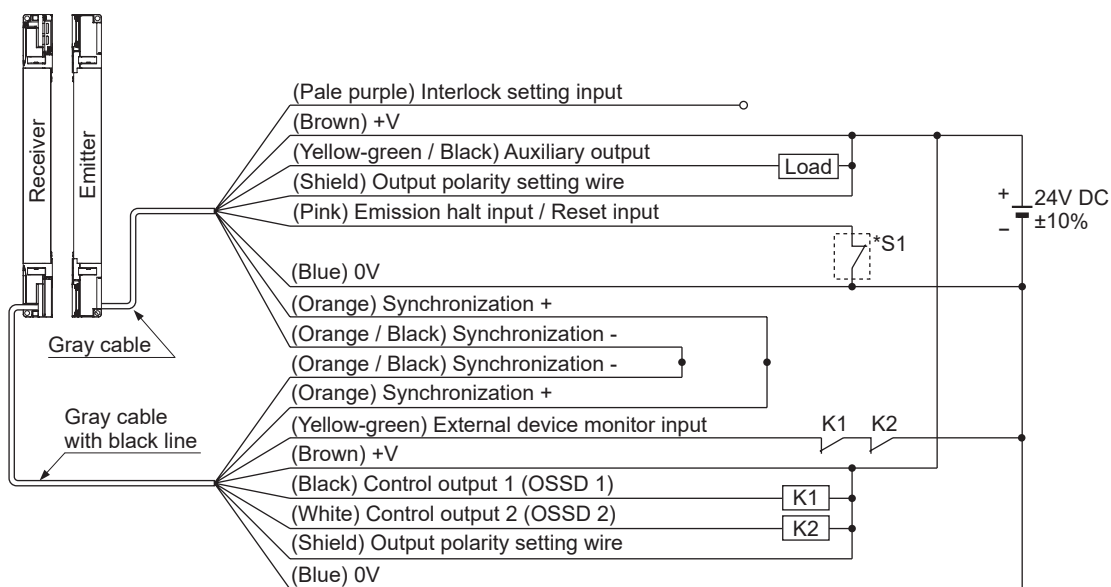 Receiver
Emitter
(Pale purple) Interlock setting input
(Brown) +V
(Yellow-green / Black) Auxiliary output
Load
(Shield) Output polarity setting wire
(Pink) Emission halt input / Reset input
+
24V DC
−
±10%
*S1
(Blue) 0V
(Orange) Synchronization +
(Orange / Black) Synchronization -
Gray cable
(Orange / Black) Synchronization -
(Orange) Synchronization +
Gray cable
with black line
(Yellow-green) External device monitor input
K1 K2
(Brown) +V
(Black) Control output 1 (OSSD 1)
K1
(White) Control output 2 (OSSD 2)
K2
(Shield) Output polarity setting wire
(Blue) 0V